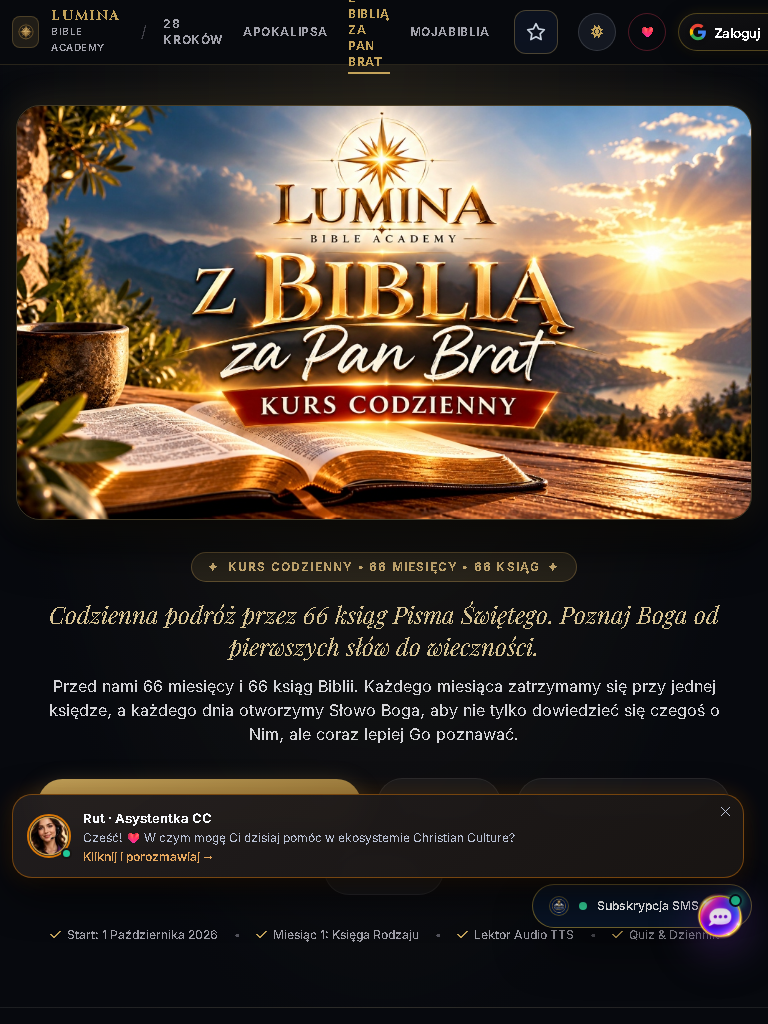 LUMINA
BIBLE
ACADEMY
/
28
KROKÓW
APOKALIPSA
Z
BIBLIĄ
ZA
PAN
BRAT
MOJABIBLIA
Zaloguj
LUMINA
BIBLE ACADEMY
Z BIBLIĄ
za Pan Brat
KURS CODZIENNY
KURS CODZIENNY • 66 MIESIĘCY • 66 KSIĄG
Codzienna podróż przez 66 ksiąg Pisma Świętego. Poznaj Boga od
pierwszych słów do wieczności.
Przed nami 66 miesięcy i 66 ksiąg Biblii. Każdego miesiąca zatrzymamy się przy jednej
księdze, a każdego dnia otworzymy Słowo Boga, aby nie tylko dowiedzieć się czegoś o
Nim, ale coraz lepiej Go poznawać.
Rut · Asystentka CC
Cześć! ❤️ W czym mogę Ci dzisiaj pomóc w ekosystemie Christian Culture?
Kliknij i porozmawiaj →
Subskrypcja SMS
✓ Start: 1 Października 2026 • ✓ Miesiąc 1: Księga Rodzaju • ✓ Lektor Audio TTS • ✓ Quiz &